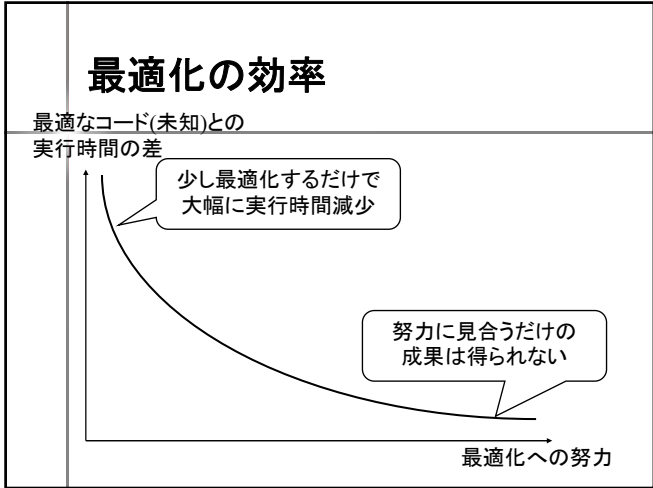 最適化の効率
最適なコード(未知)との
実行時間の差
少し最適化するだけで
大幅に実行時間減少
努力に見合うだけの
成果は得られない
最適化への努力